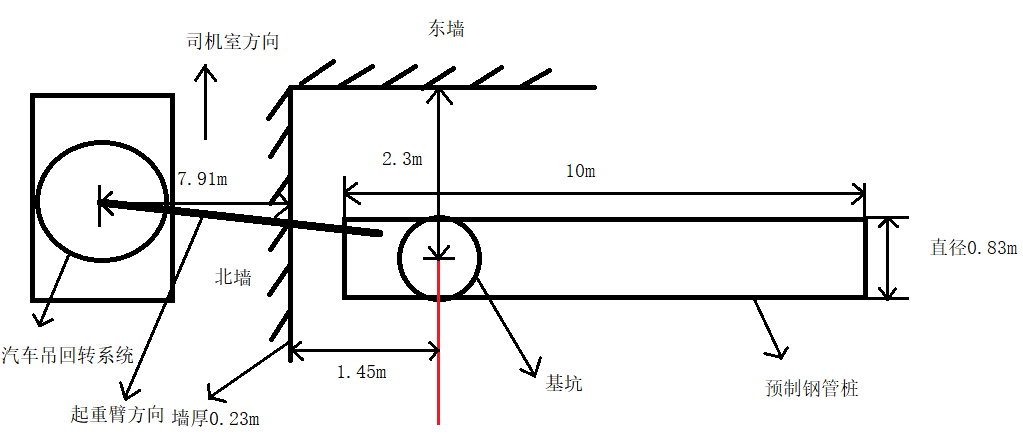 东墙
司机室方向
2.3m
10m
7.91m
直径0.83m
北墙
汽车吊回转系统
1.45m
基坑
预制钢管桩
起重臂方向
墙厚0.23m